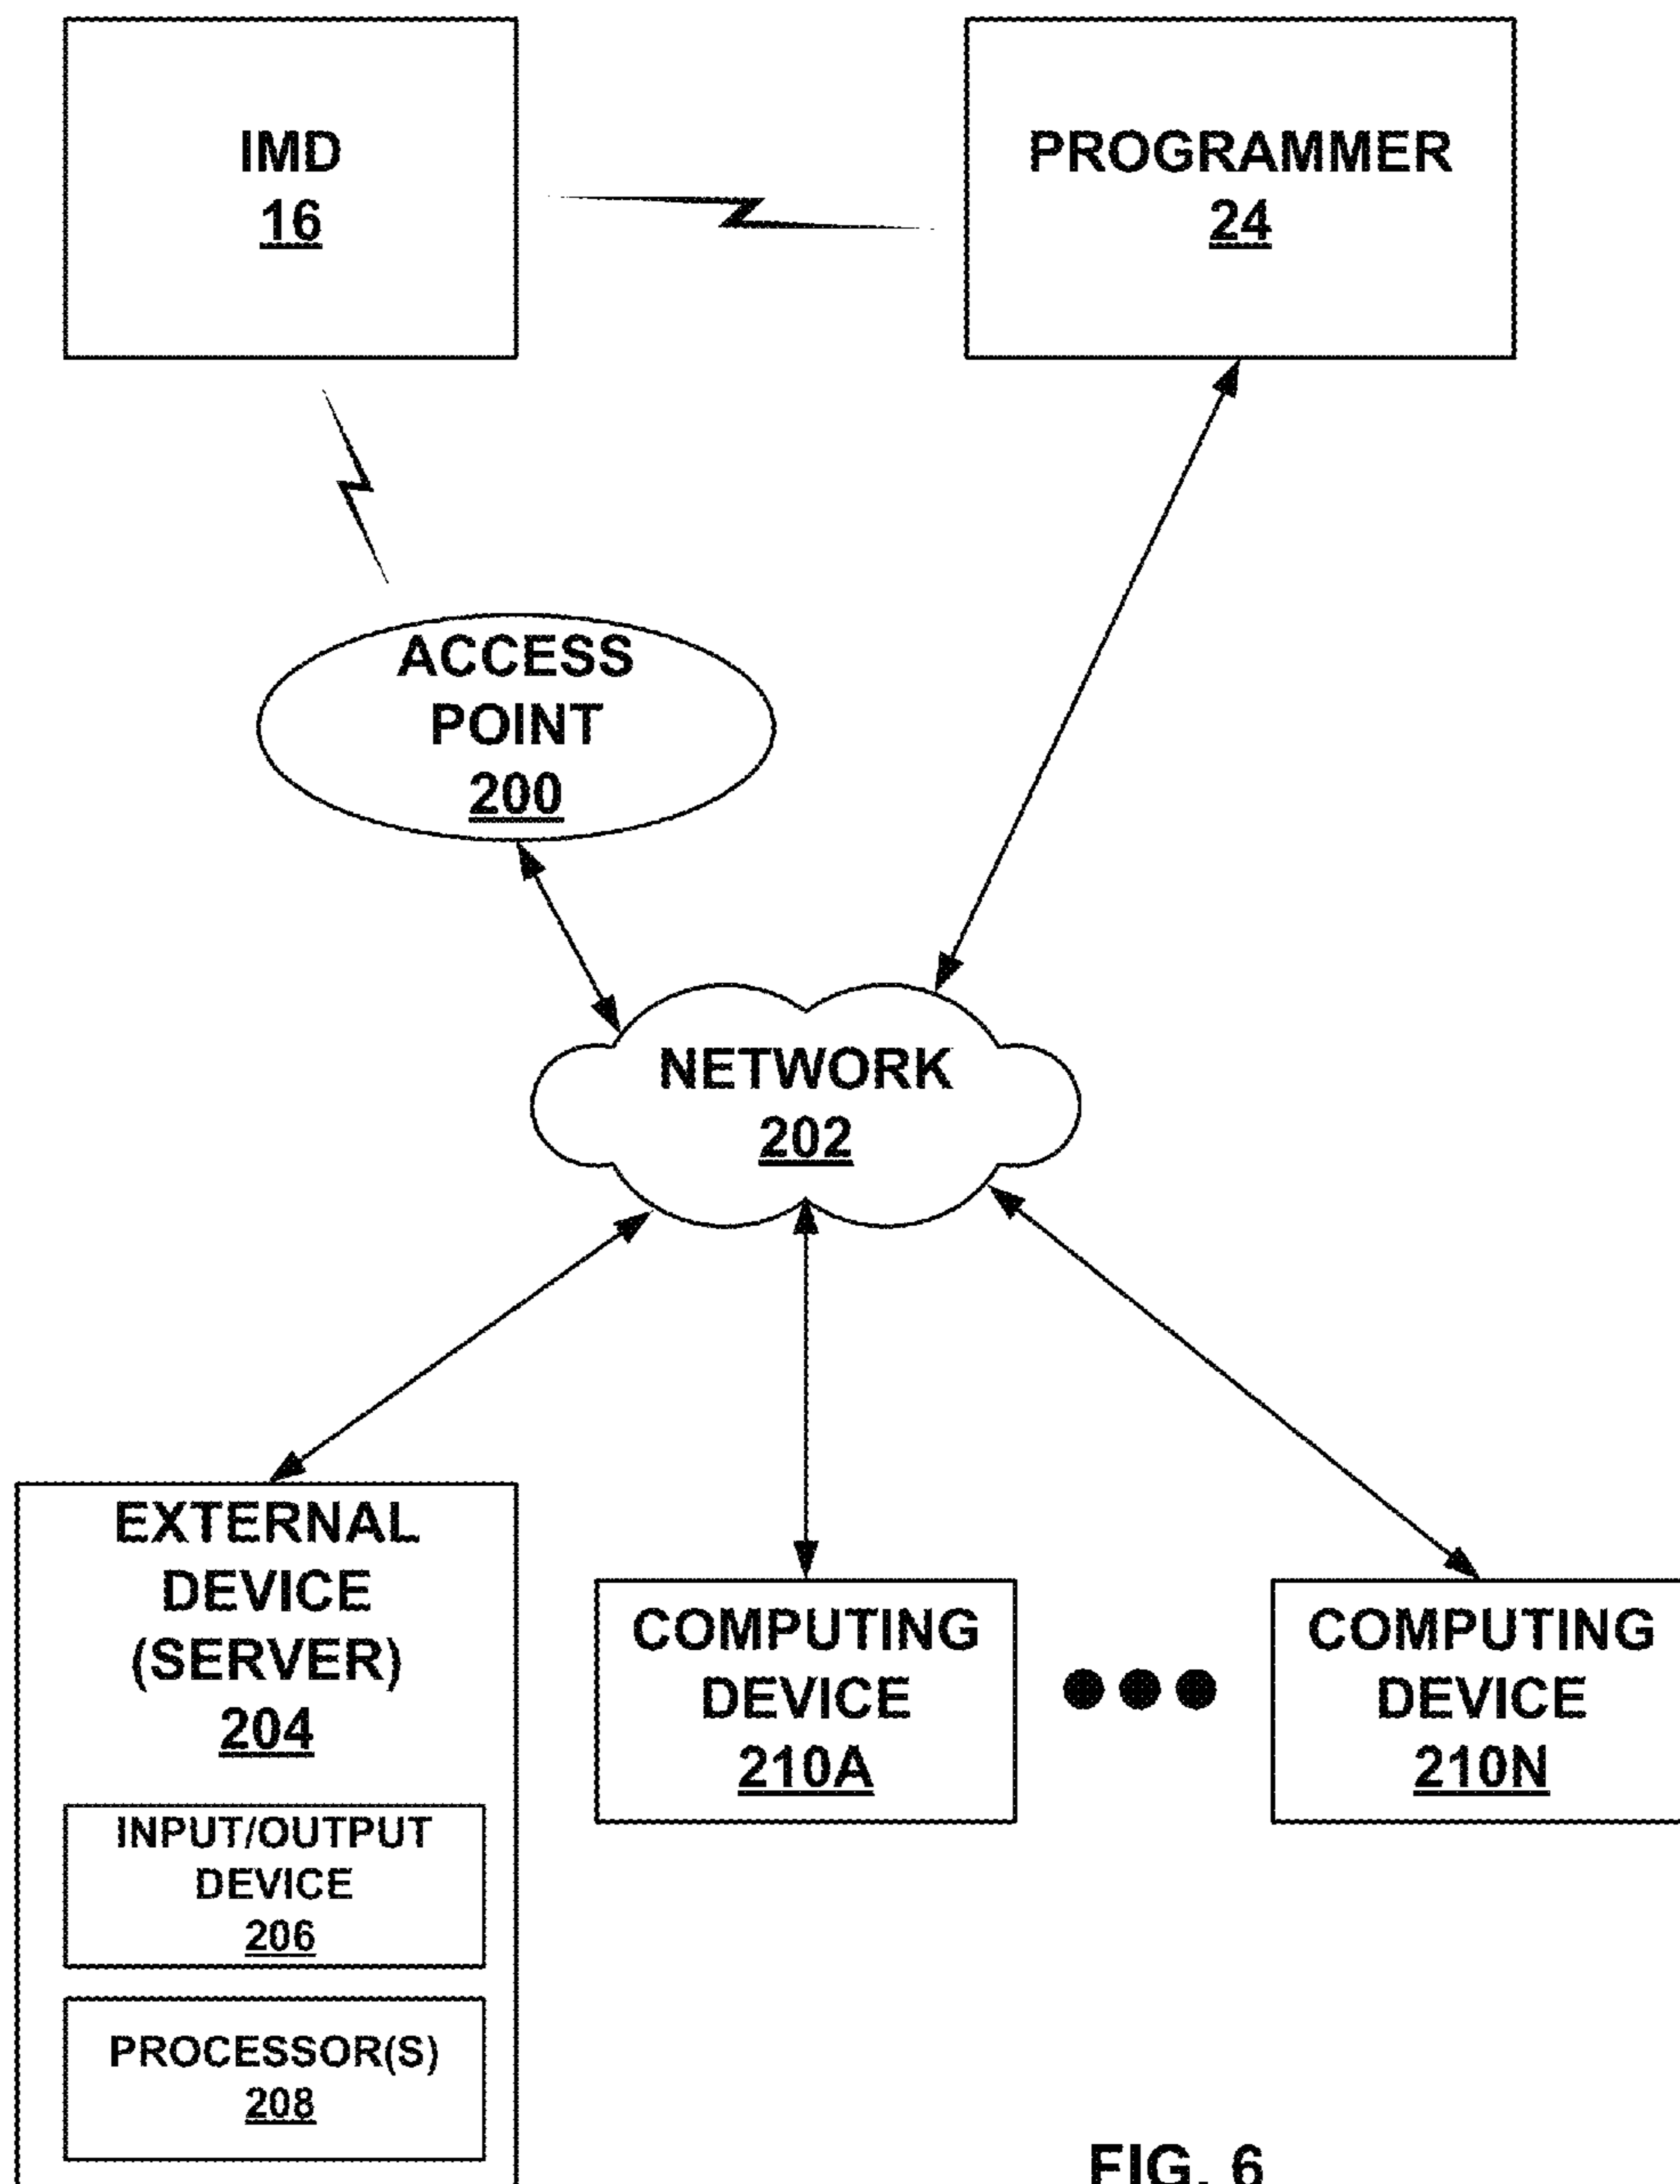 IMD
16
PROGRAMMER
24
ACCESS
POINT
200
NETWORK
202
EXTERNAL
DEVICE
(SERVER)
204
INPUT/OUTPUT
DEVICE
206
PROCESSOR(S)
208
COMPUTING
DEVICE
210A
COMPUTING
DEVICE
210N
FIG. 6